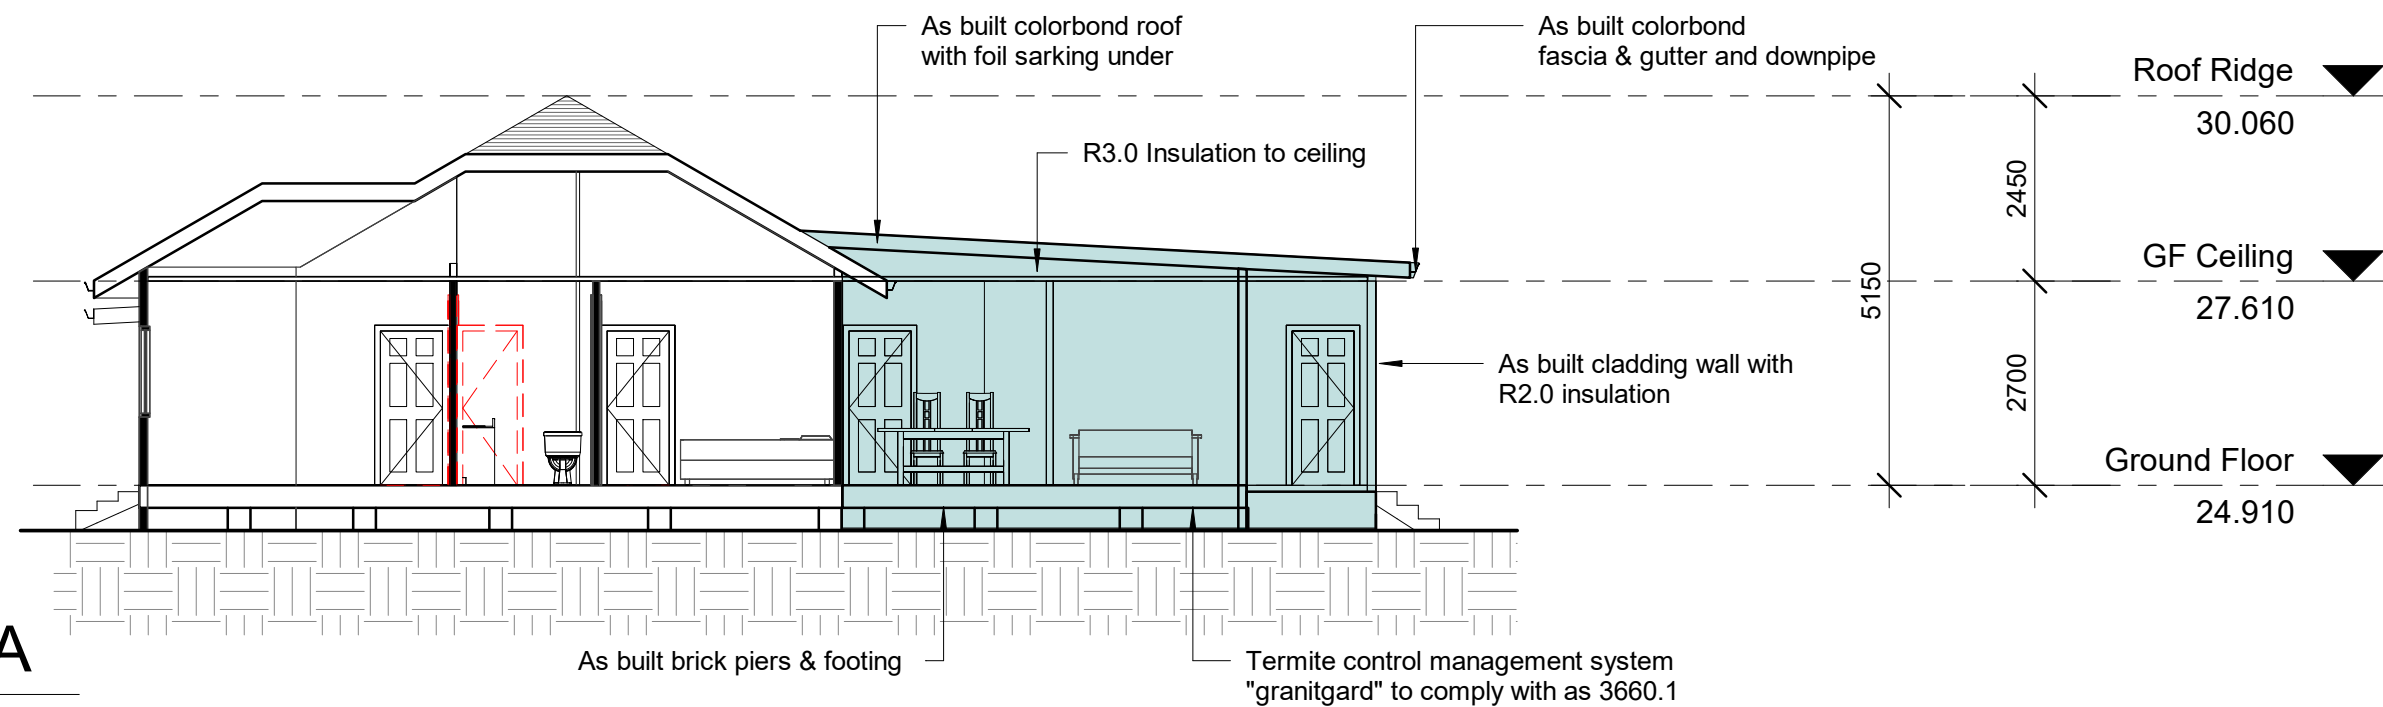 As built colorbond roof
with foil sarking under
As built colorbond
fascia & gutter and downpipe
R3.0 Insulation to ceiling
Roof Ridge
30.060
2450
GF Ceiling
27.610
5150
As built cladding wall with
R2.0 insulation
2700
Ground Floor
24.910
A
As built brick piers & footing
Termite control management system
"granitgard" to comply with as 3660.1